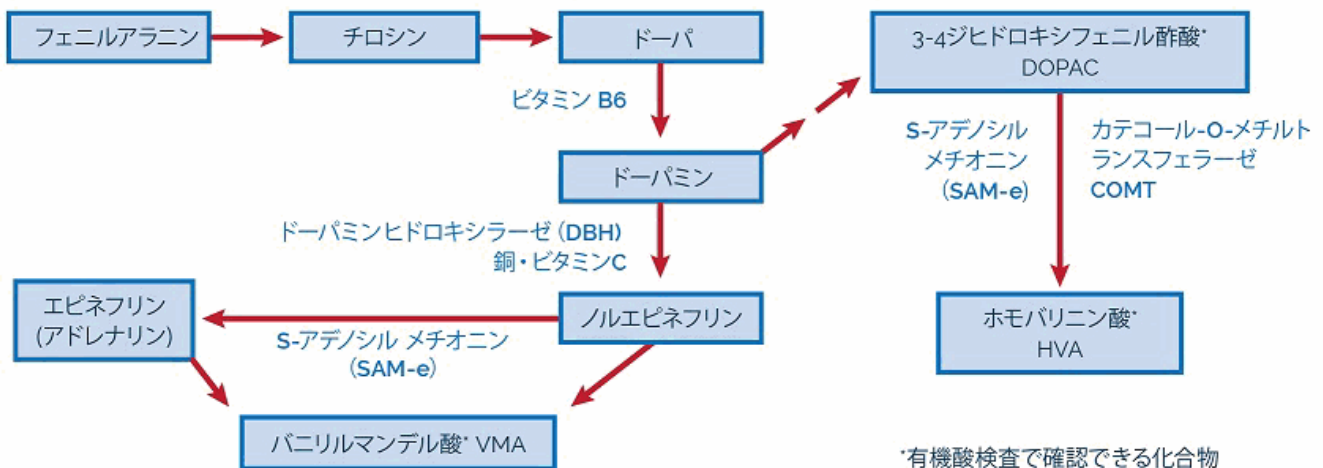 フェニルアラニン
チロシン
ドーパ
3-4ジヒドロキシフェニル酢酸*
DOPAC
ビタミン B6
S-アデノシル
メチオニン
(SAM-e)
カテコール-O-メチルト
ランスフェラーゼ
COMT
ドーパミン
ドーパミンヒドロキシラーゼ (DBH)
銅・ビタミンC
エピネフリン
(アドレナリン)
ノルエピネフリン
S-アデノシル メチオニン
(SAM-e)
ホモバリニン酸*
HVA
バニリルマンデル酸* VMA
*有機酸検査で確認できる化合物